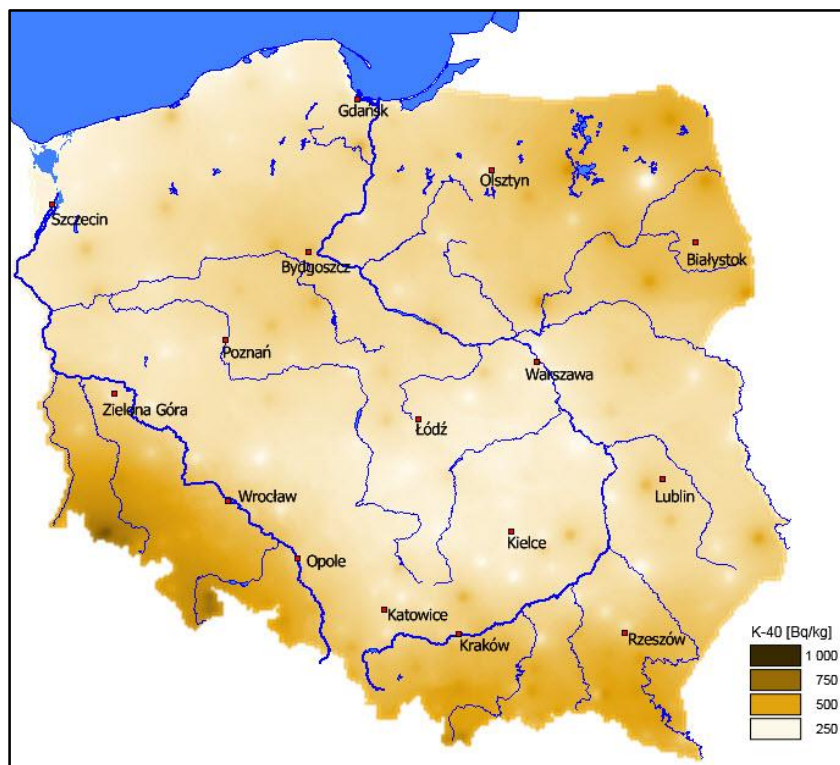 Gdańsk
Olsztyn
Szczecin
Białystok
Bydgoszcz
Poznań
Warszawa
Zielona Góra
Łódź
Wrocław
Lublin
Kielce
Opole
Katowice
Kraków
Rzeszów
K-40 [Bq/kg]
1 000
750
500
250